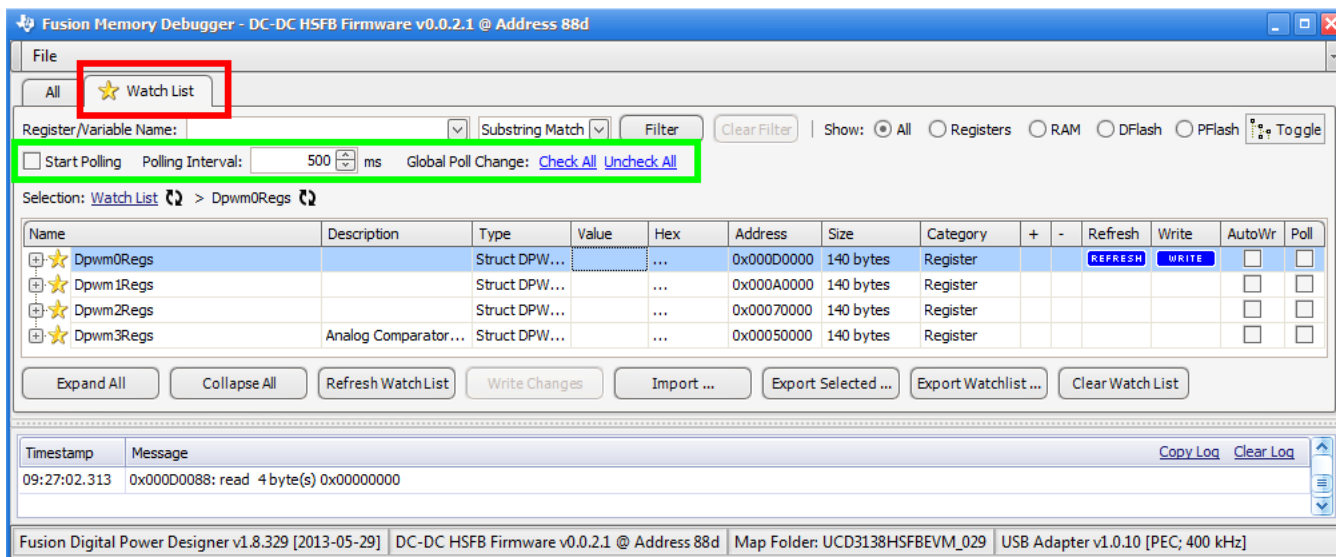 Fusion Memory Debugger - DC-DC HSFB Firmware v0.0.2.1 @ Address 88d
File
All Watch List
Register/Variable Name: Substring Match Filter Clear Filter | Show: All Registers RAM DFlash PFlash Toggle
Start Polling Polling Interval: 500 ms Global Poll Change: Check All Uncheck All
Selection: Watch List > Dpwm0Regs
Name Description Type Value Hex Address Size Category + - Refresh Write AutoWr Poll
Dpwm0Regs Struct DPW... ... 0x000D0000 140 bytes Register REFRESH WRITE
Dpwm1Regs Struct DPW... ... 0x000A0000 140 bytes Register
Dpwm2Regs Struct DPW... ... 0x00070000 140 bytes Register
Dpwm3Regs Analog Comparator... Struct DPW... ... 0x00050000 140 bytes Register
Expand All Collapse All Refresh WatchList Write Changes Import ... Export Selected ... Export Watchlist ... Clear Watch List
Timestamp Message Copy Log Clear Log
09:27:02.313 0x000D0088: read 4 byte(s) 0x00000000
Fusion Digital Power Designer v1.8.329 [2013-05-29] DC-DC HSFB Firmware v0.0.2.1 @ Address 88d Map Folder: UCD3138HSFBEVM_029 USB Adapter v1.0.10 [PEC; 400 kHz]